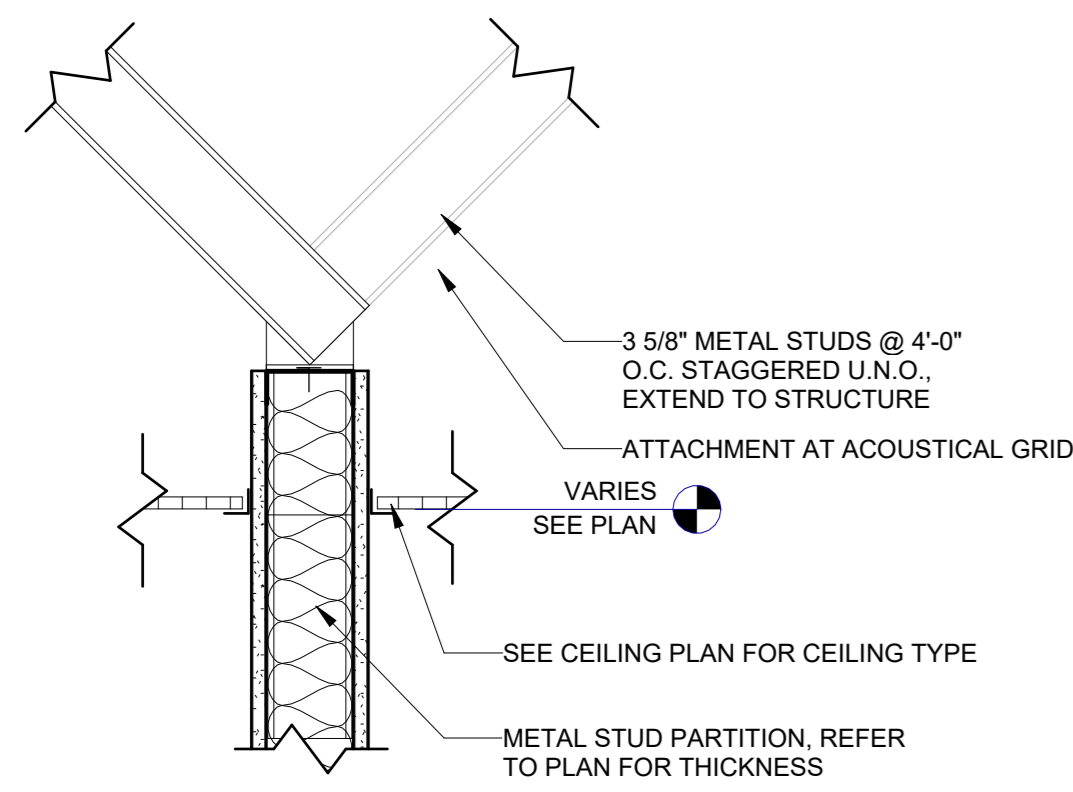 3 5/8" METAL STUDS @ 4'-0"
O.C. STAGGERED U.N.O.,
EXTEND TO STRUCTURE
ATTACHMENT AT ACOUSTICAL GRID
VARIES
SEE PLAN
SEE CEILING PLAN FOR CEILING TYPE
METAL STUD PARTITION, REFER
TO PLAN FOR THICKNESS